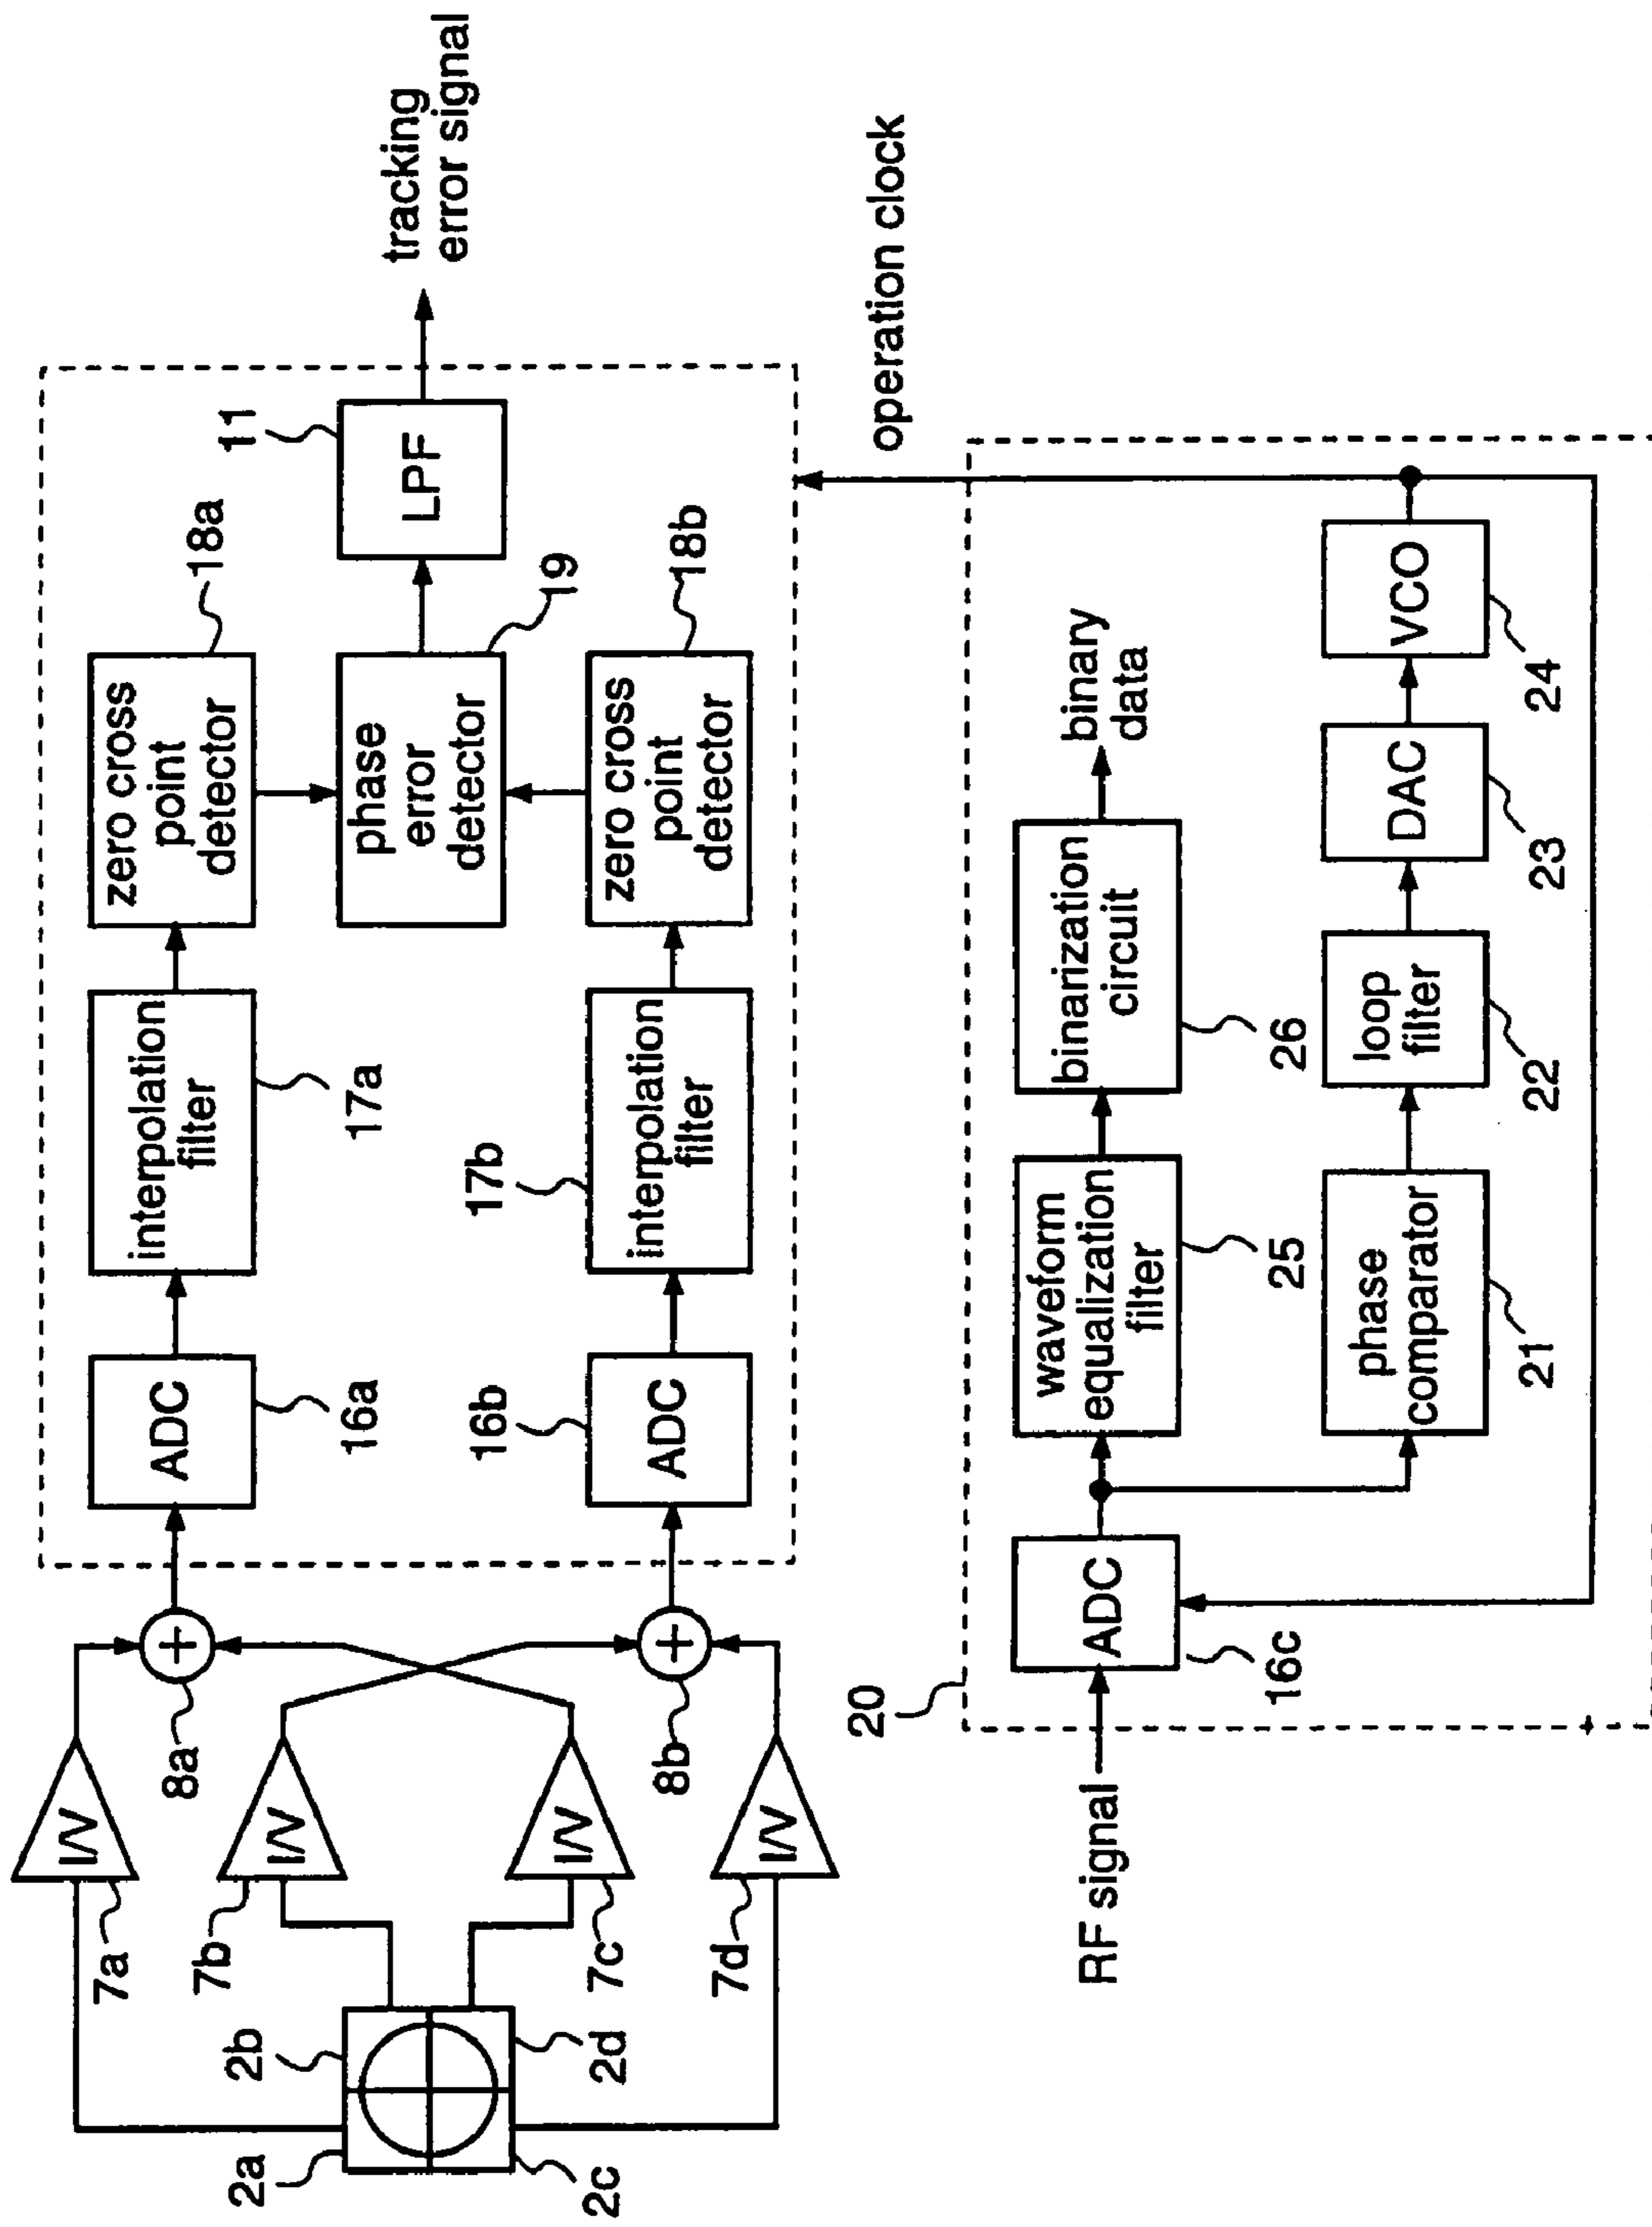 2a
2b
2c
2d
7a
I/V
7b
I/V
7c
I/V
7d
I/V
8a
+
8b
+
ADC
16a
interpolation
filter
17a
zero cross
point
detector
18a
phase
error
detector
19
LPF
11
tracking
error signal
16b
ADC
17b
interpolation
filter
zero cross
point
detector
18b
operation clock
20
RF signal
ADC
16c
waveform
equalization
filter
25
binarization
circuit
26
binary
data
phase
comparator
21
loop
filter
22
DAC
23
VCO
24